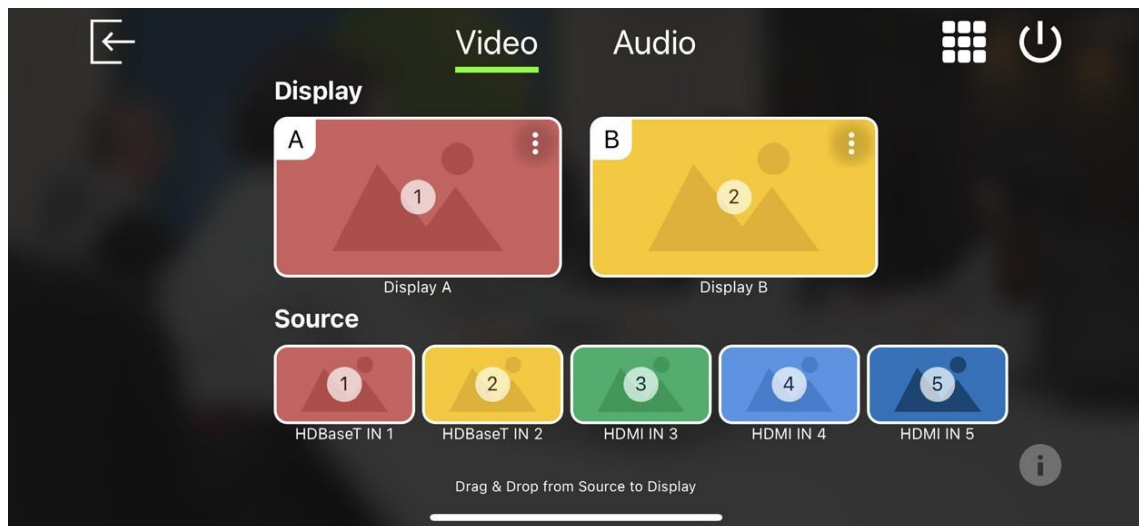 Video Audio
Display
A 1
B 2
Display A
Display B
Source
1 2 3 4 5
HDBaseT IN 1 HDBaseT IN 2 HDMI IN 3 HDMI IN 4 HDMI IN 5
i
Drag & Drop from Source to Display